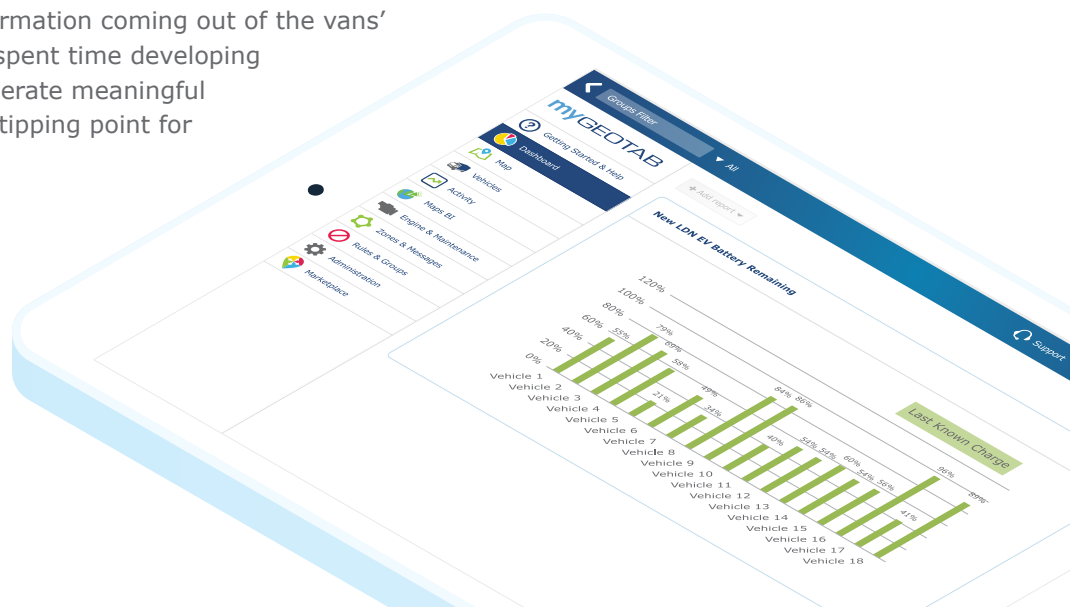 rmation coming out of the vans’
spent time developing
erate meaningful
tipping point for
Groups Filter
All
myGEOTAB
Getting Started & Help
Dashboard
Map
Vehicles
Activity
Maps BI
Engine & Maintenance
Zones & Messages
Rules & Groups
Administration
Marketplace
+ Add report
Support
New LDN EV Battery Remaining
Last Known Charge
120%
100%
80%
60%
40%
20%
0%
55%
79%
69%
58%
21%
49%
34%
84%
86%
40%
54%
54%
60%
54%
56%
96%
41%
89%
Vehicle 1
Vehicle 2
Vehicle 3
Vehicle 4
Vehicle 5
Vehicle 6
Vehicle 7
Vehicle 8
Vehicle 9
Vehicle 10
Vehicle 11
Vehicle 12
Vehicle 13
Vehicle 14
Vehicle 15
Vehicle 16
Vehicle 17
Vehicle 18